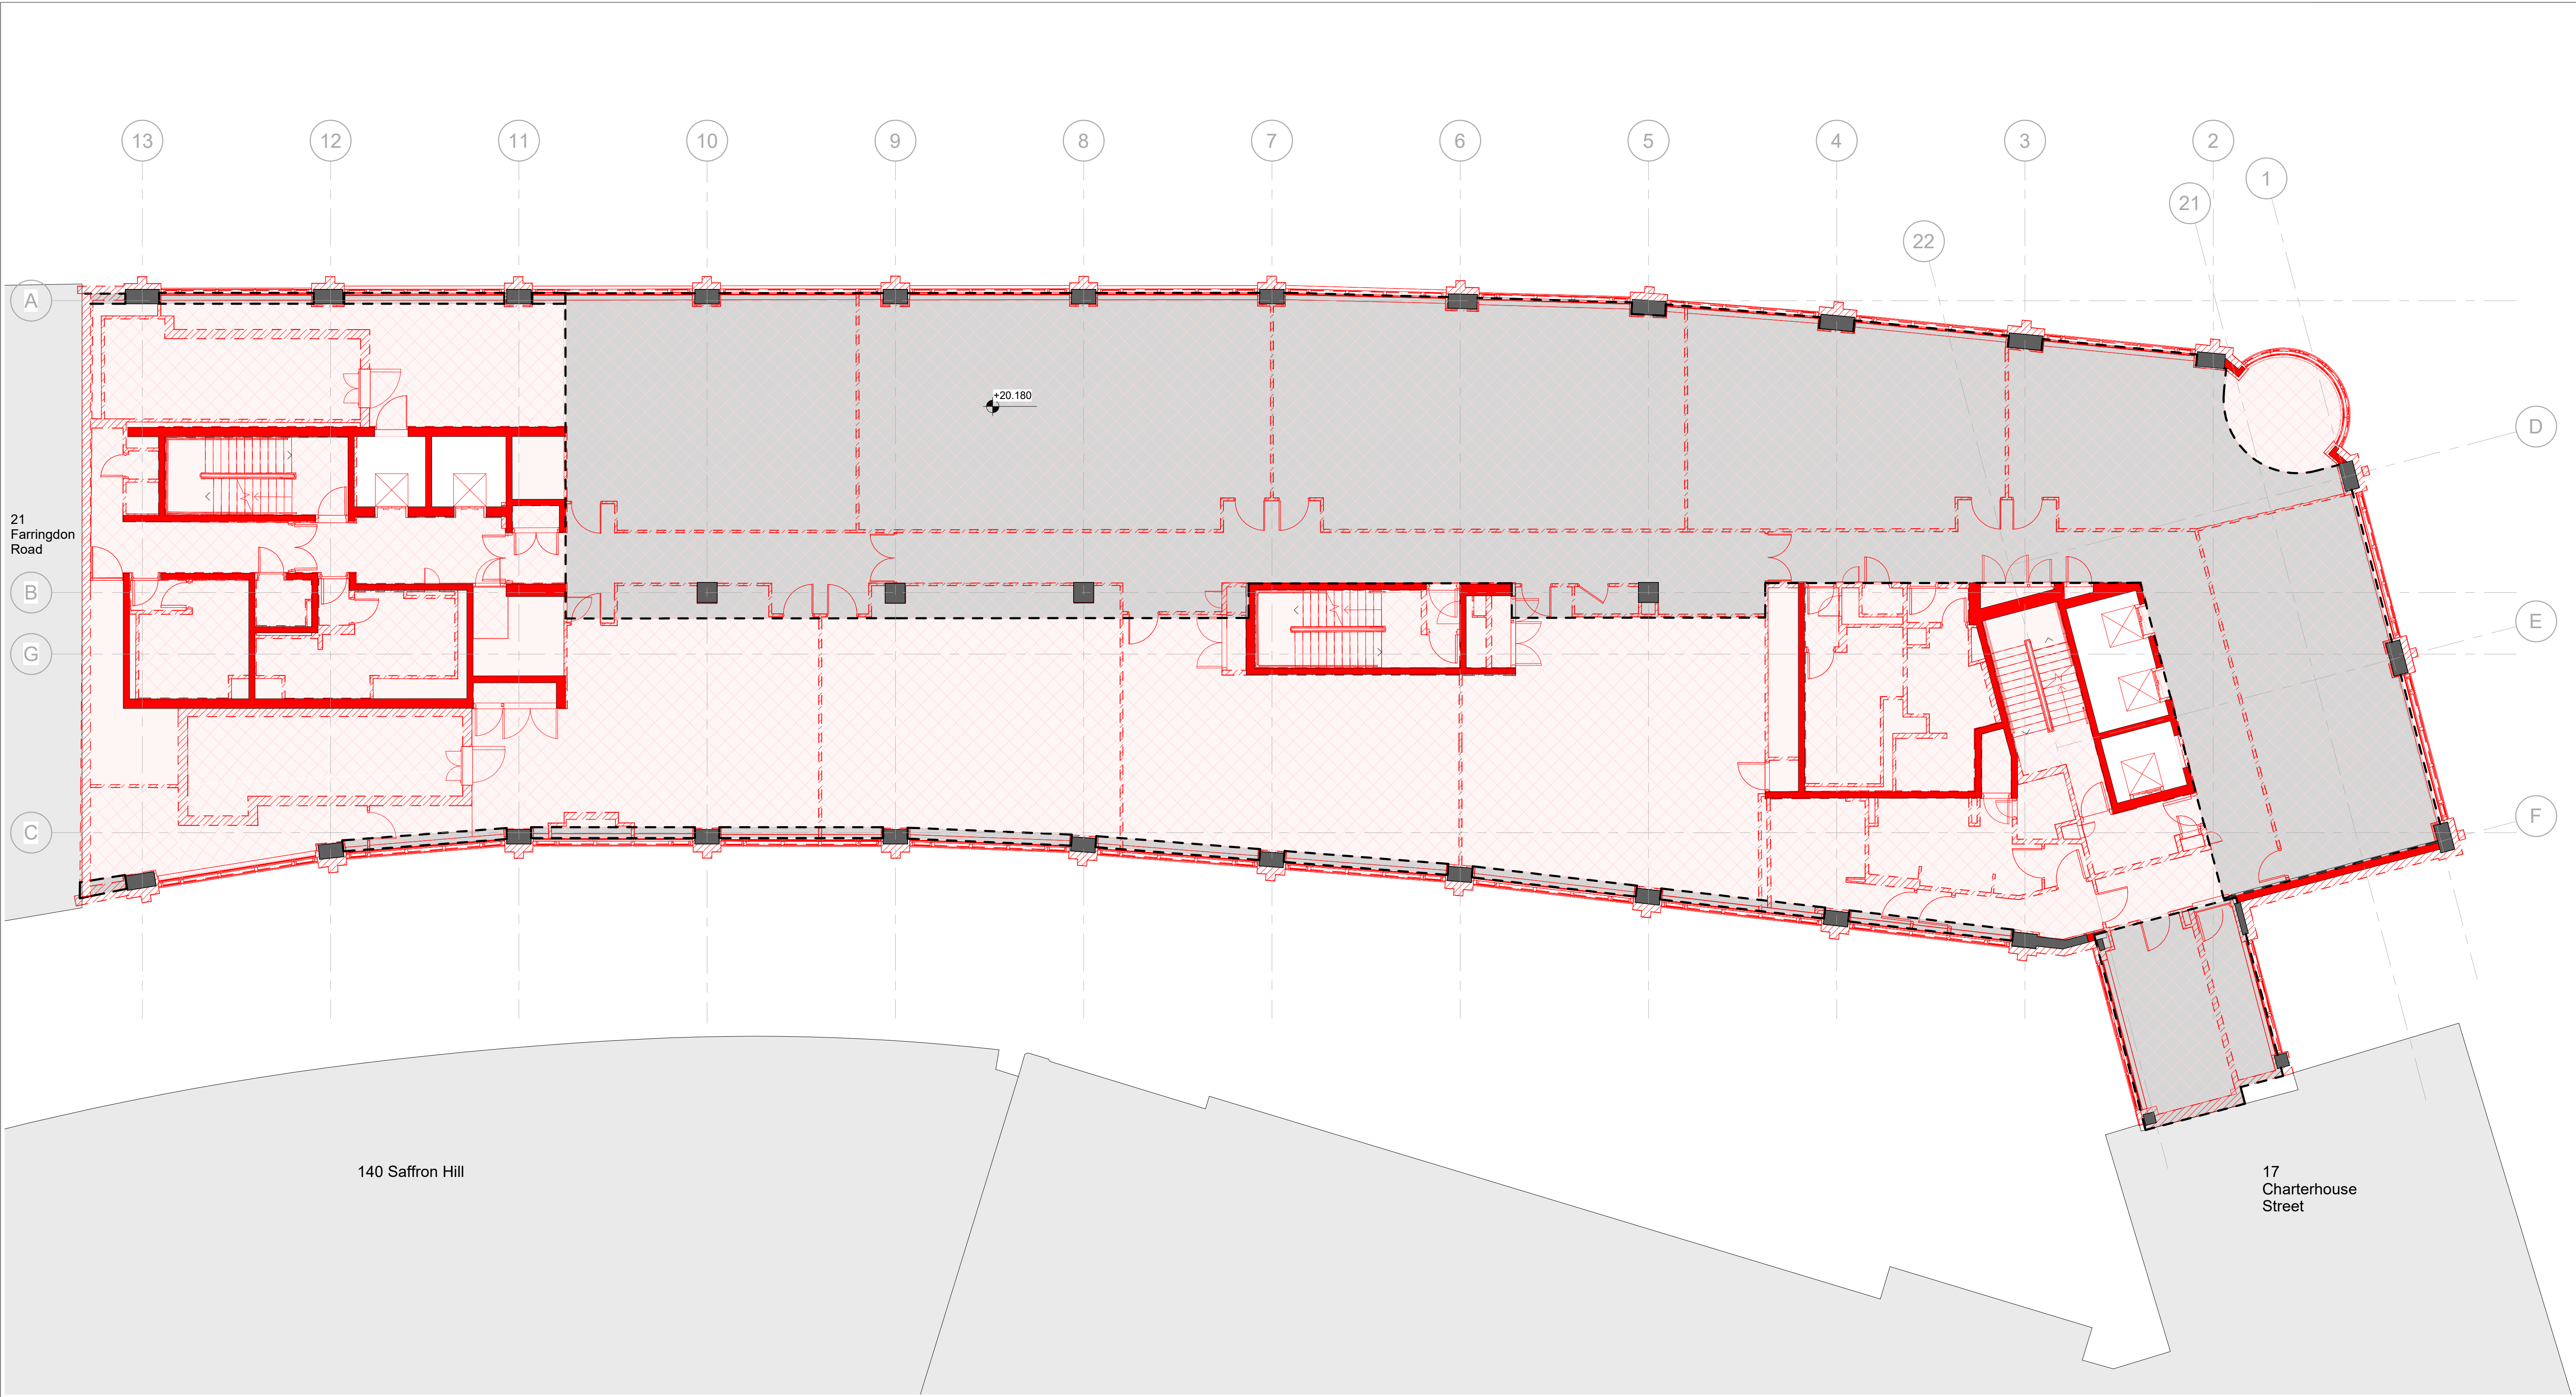 13
12
11
10
9
8
7
6
5
4
3
2
1
21
22
A
D
+20.180
21
Farringdon
Road
B
E
G
C
F
140 Saffron Hill
17
Charterhouse
Street